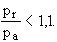 p_r/p_a < 1,1.